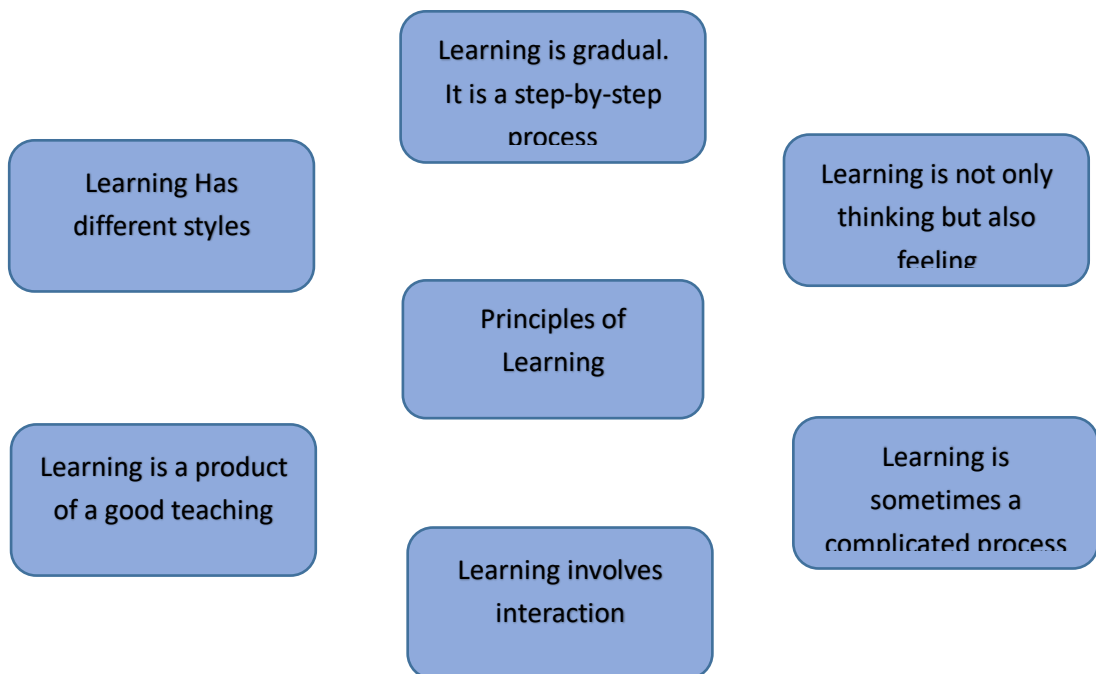 Learning is gradual.
It is a step-by-step
process
Learning Has
different styles
Learning is not only
thinking but also
feeling
Principles of
Learning
Learning is a product
of a good teaching
Learning is
sometimes a
complicated process
Learning involves
interaction